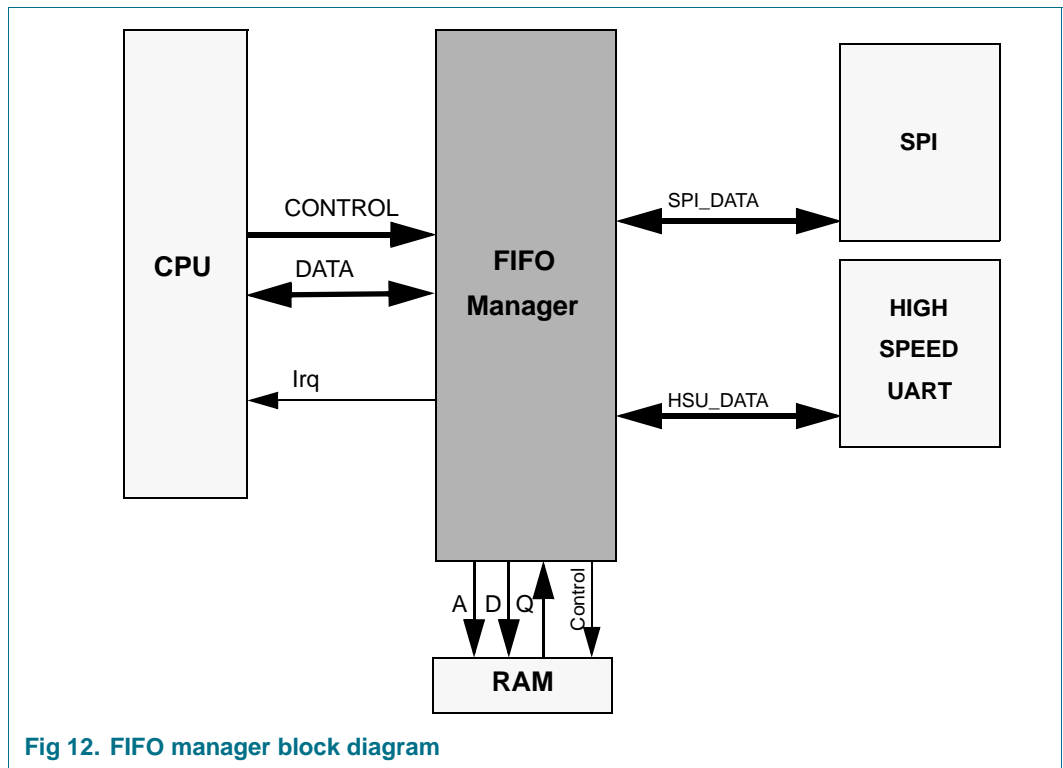 CPU
CONTROL
DATA
Irq
FIFO
Manager
SPI_DATA
HSU_DATA
SPI
HIGH
SPEED
UART
A D Q Control
RAM
Fig 12. FIFO manager block diagram